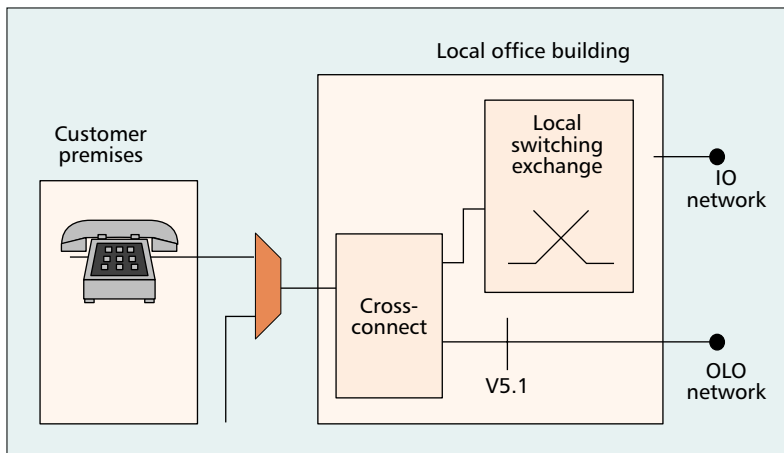 Local office building
Customer
premises
Local
switching
exchange
IO
network
Cross-
connect
V5.1
OLO
network